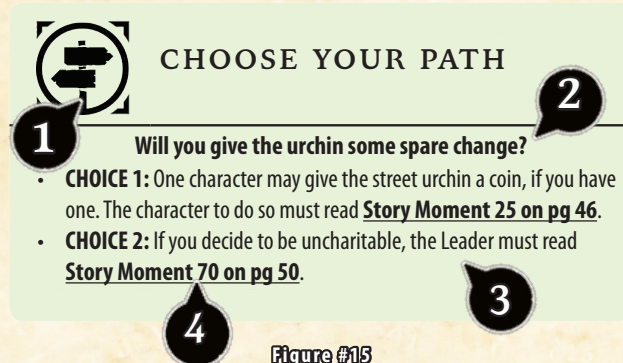 CHOOSE YOUR PATH
2
1
Will you give the urchin some spare change?
• CHOICE 1: One character may give the street urchin a coin, if you have
one. The character to do so must read Story Moment 25 on pg 46.
• CHOICE 2: If you decide to be uncharitable, the Leader must read
Story Moment 70 on pg 50.
3
4
Figure #15